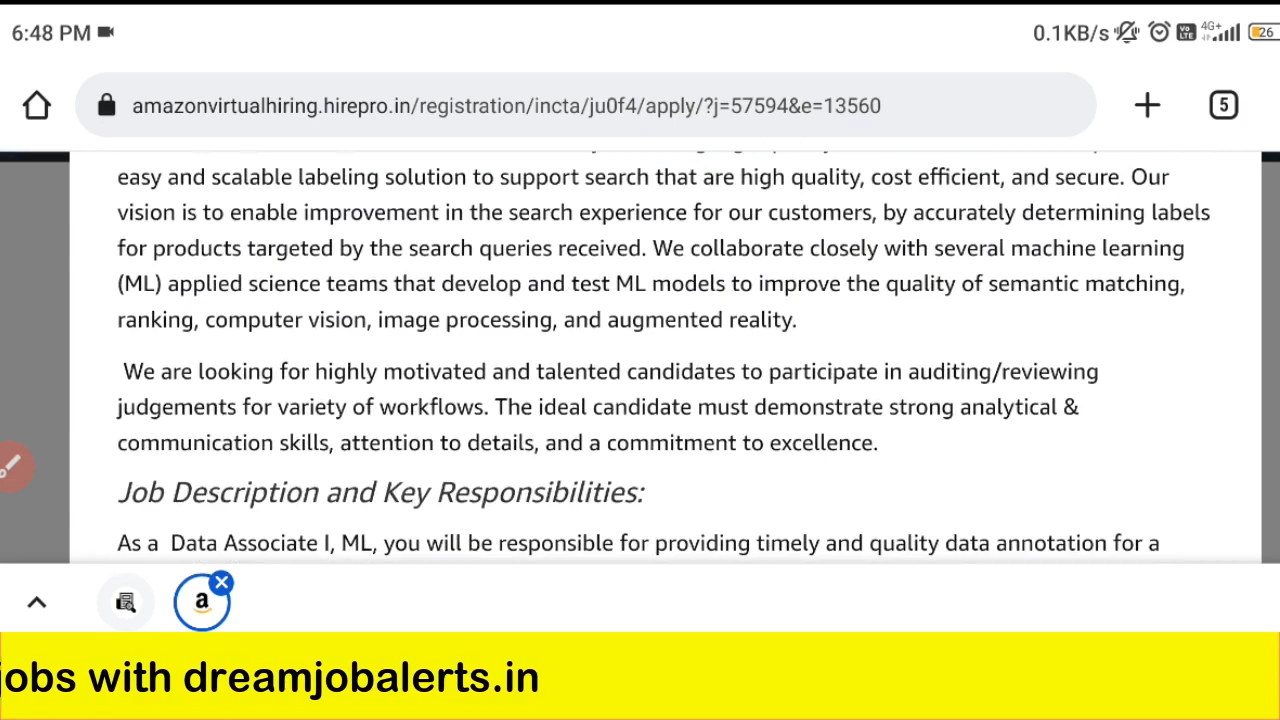 6:48 PM
0.1KB/s 4G+ 26
amazonvirtualhiring.hirepro.in/registration/incta/ju0f4/apply/?j=57594&e=13560
5
easy and scalable labeling solution to support search that are high quality, cost efficient, and secure. Our
vision is to enable improvement in the search experience for our customers, by accurately determining labels
for products targeted by the search queries received. We collaborate closely with several machine learning
(ML) applied science teams that develop and test ML models to improve the quality of semantic matching,
ranking, computer vision, image processing, and augmented reality.
We are looking for highly motivated and talented candidates to participate in auditing/reviewing
judgements for variety of workflows. The ideal candidate must demonstrate strong analytical &
communication skills, attention to details, and a commitment to excellence.
Job Description and Key Responsibilities:
As a Data Associate I, ML, you will be responsible for providing timely and quality data annotation for a
a
jobs with dreamjobalerts.in